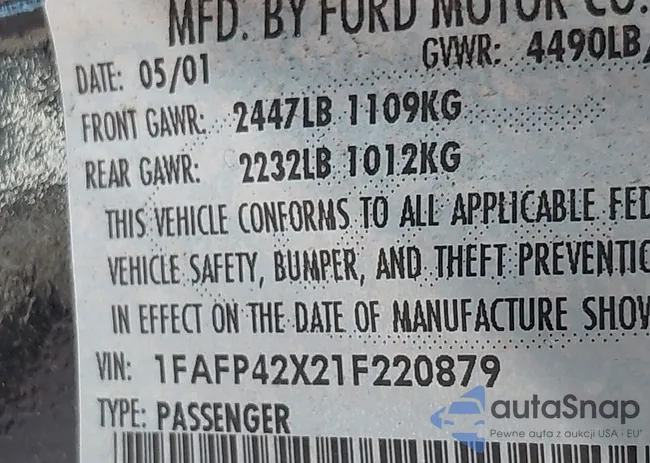 MFD. BY FORD MOTOR CO.
GVWR: 4490LB/
DATE: 05/01
FRONT GAWR: 2447LB 1109KG
REAR GAWR: 2232LB 1012KG
THIS VEHICLE CONFORMS TO ALL APPLICABLE FED
VEHICLE SAFETY, BUMPER, AND THEFT PREVENTIO
IN EFFECT ON THE DATE OF MANUFACTURE SHOW
VIN: 1FAFP42X21F220879
TYPE: PASSENGER
autaSnap
Pewne auta z aukcji USA i EU